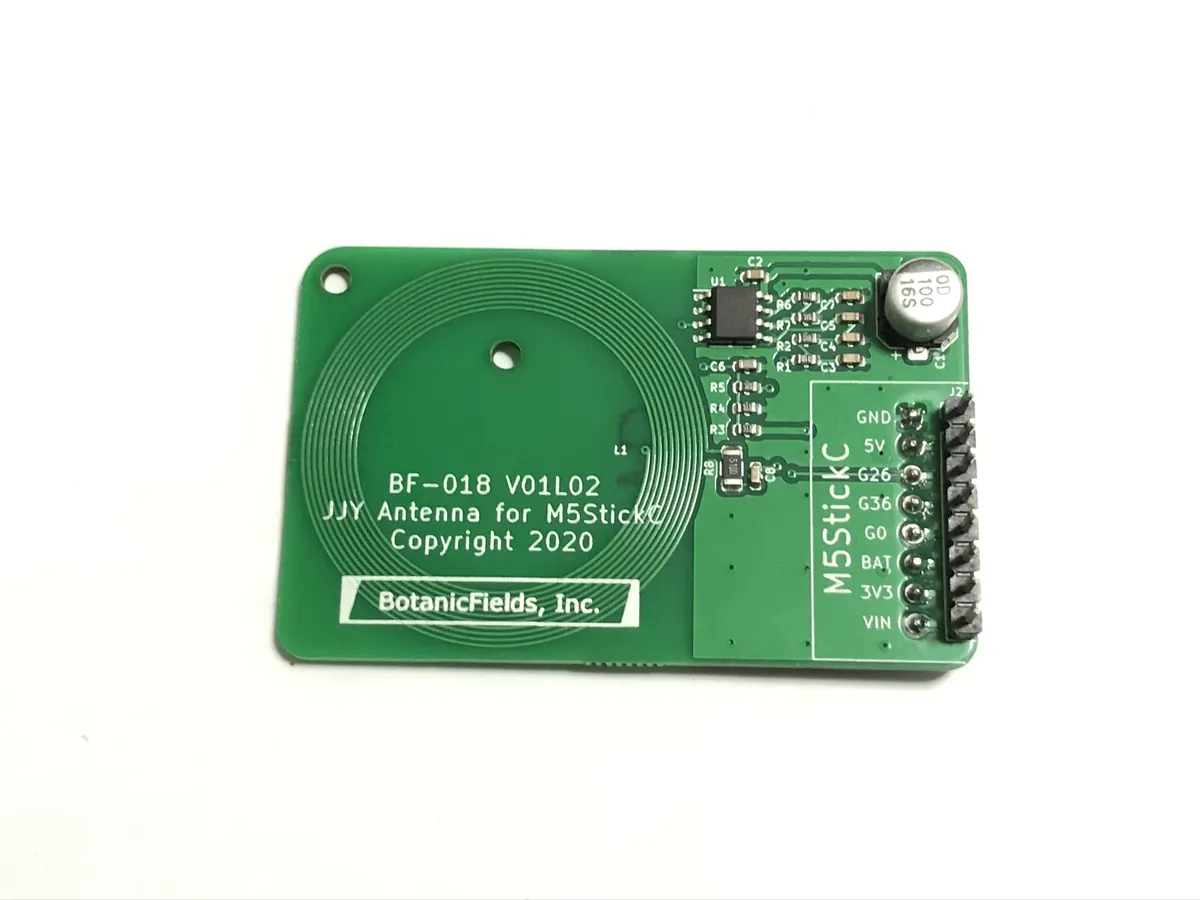 BF-018 V01L02
JJY Antenna for M5StickC
Copyright 2020
BotanicFields, Inc.
L1
C2
U1
R6
R7
C5
R2 C4
R1 C3
C6
R5
R4
R3
R8
C8
0D
100
16S
+
C1
J2
M5StickC
GND
5V
G26
G36
G0
BAT
3V3
VIN